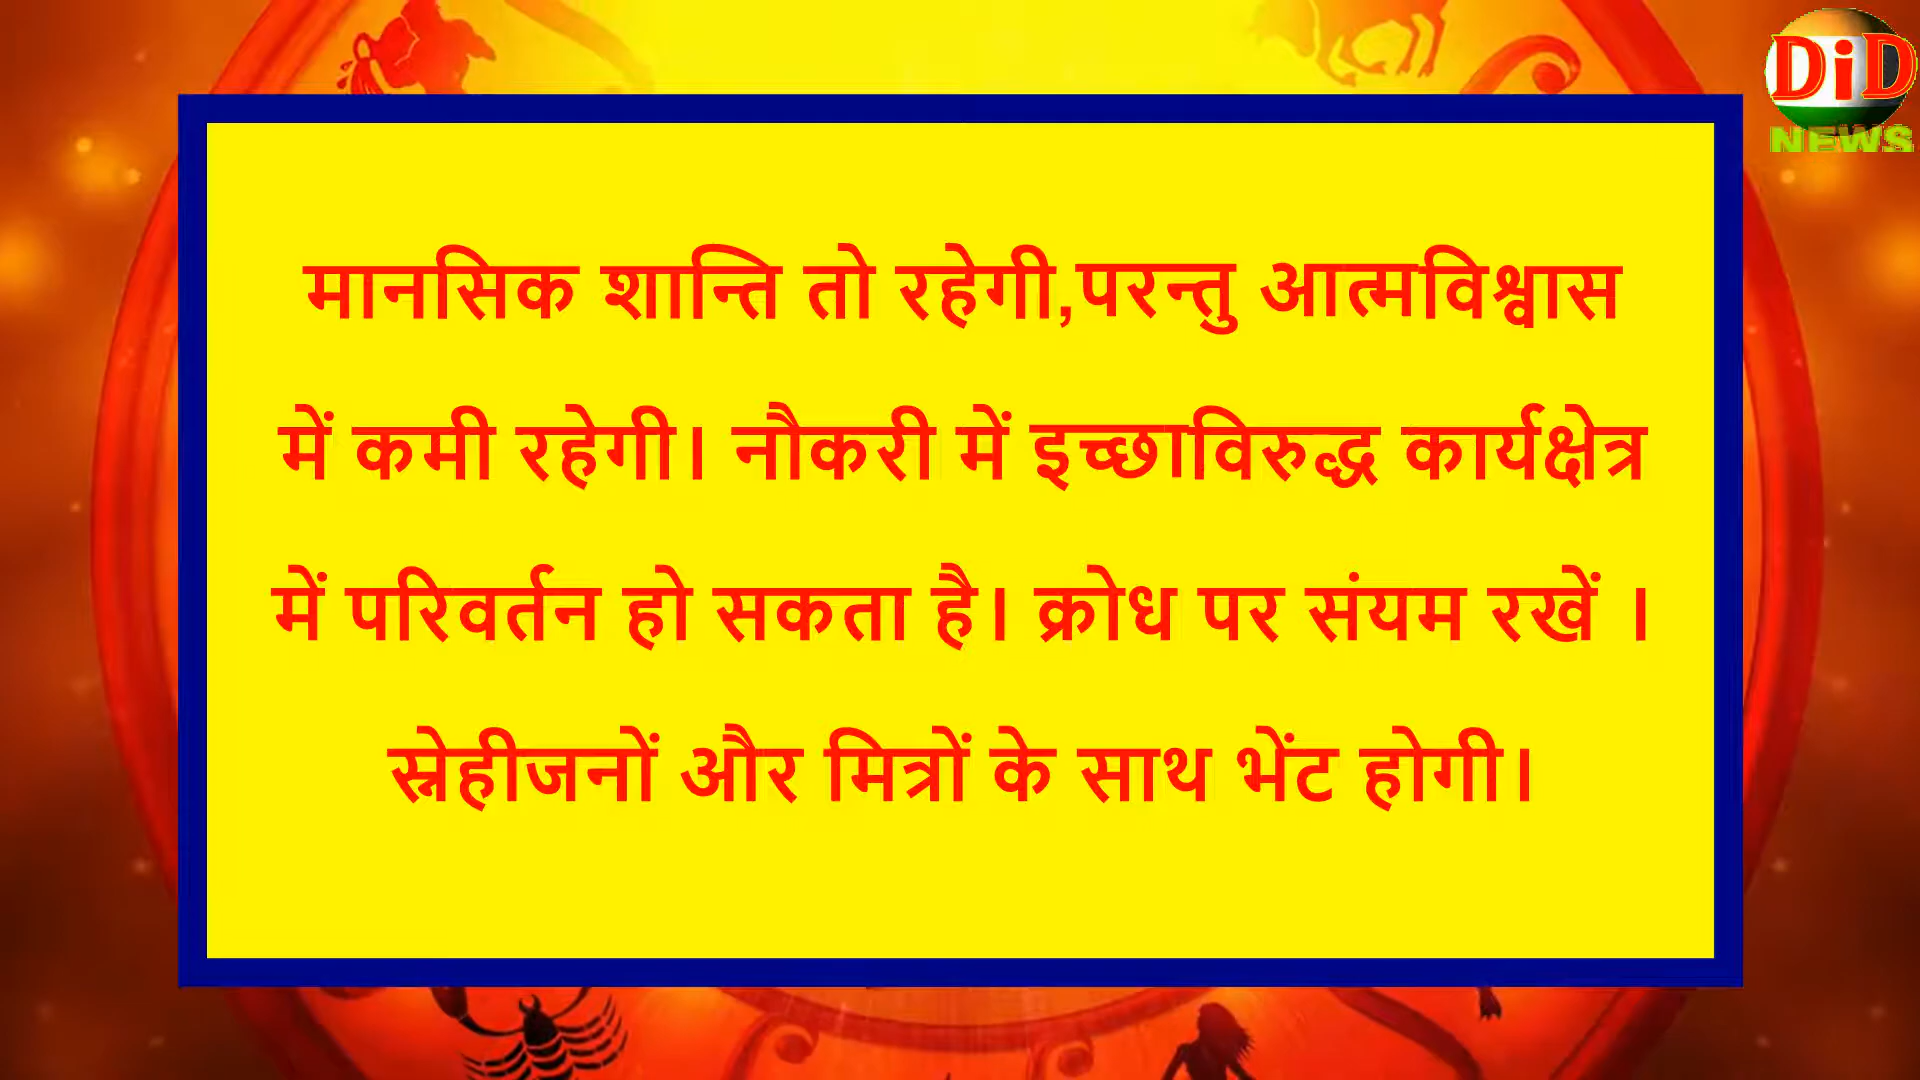 DiD
NEWS
मानसिक शान्ति तो रहेगी,परन्तु आत्मविश्वास
में कमी रहेगी। नौकरी में इच्छाविरुद्ध कार्यक्षेत्र
में परिवर्तन हो सकता है। क्रोध पर संयम रखें ।
स्नेहीजनों और मित्रों के साथ भेंट होगी।